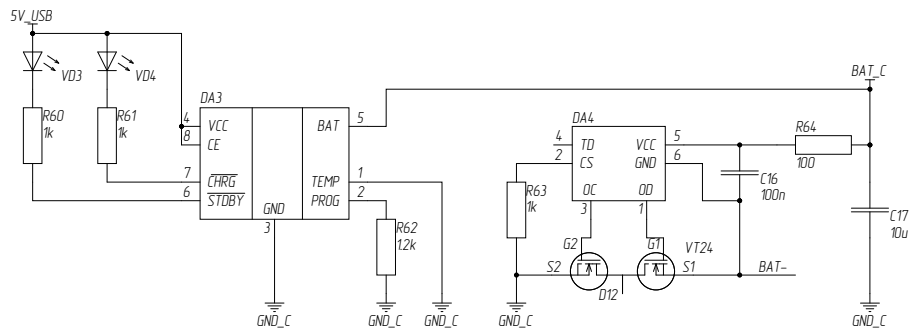 5V_USB
VD3
VD4
BAT_C
DA3
R60
1k
R61
1k
4
VCC
BAT
5
8
CE
7
CHRG
TEMP
1
6
STDBY
PROG
2
GND
3
R62
1.2k
GND_C
GND_C
GND_C
DA4
4
TD
VCC
5
2
CS
GND
6
OC
OD
3
1
R63
1k
R64
100
C16
100n
C17
10u
G2
G1
VT24
S2
S1
BAT-
D12
GND_C
GND_C